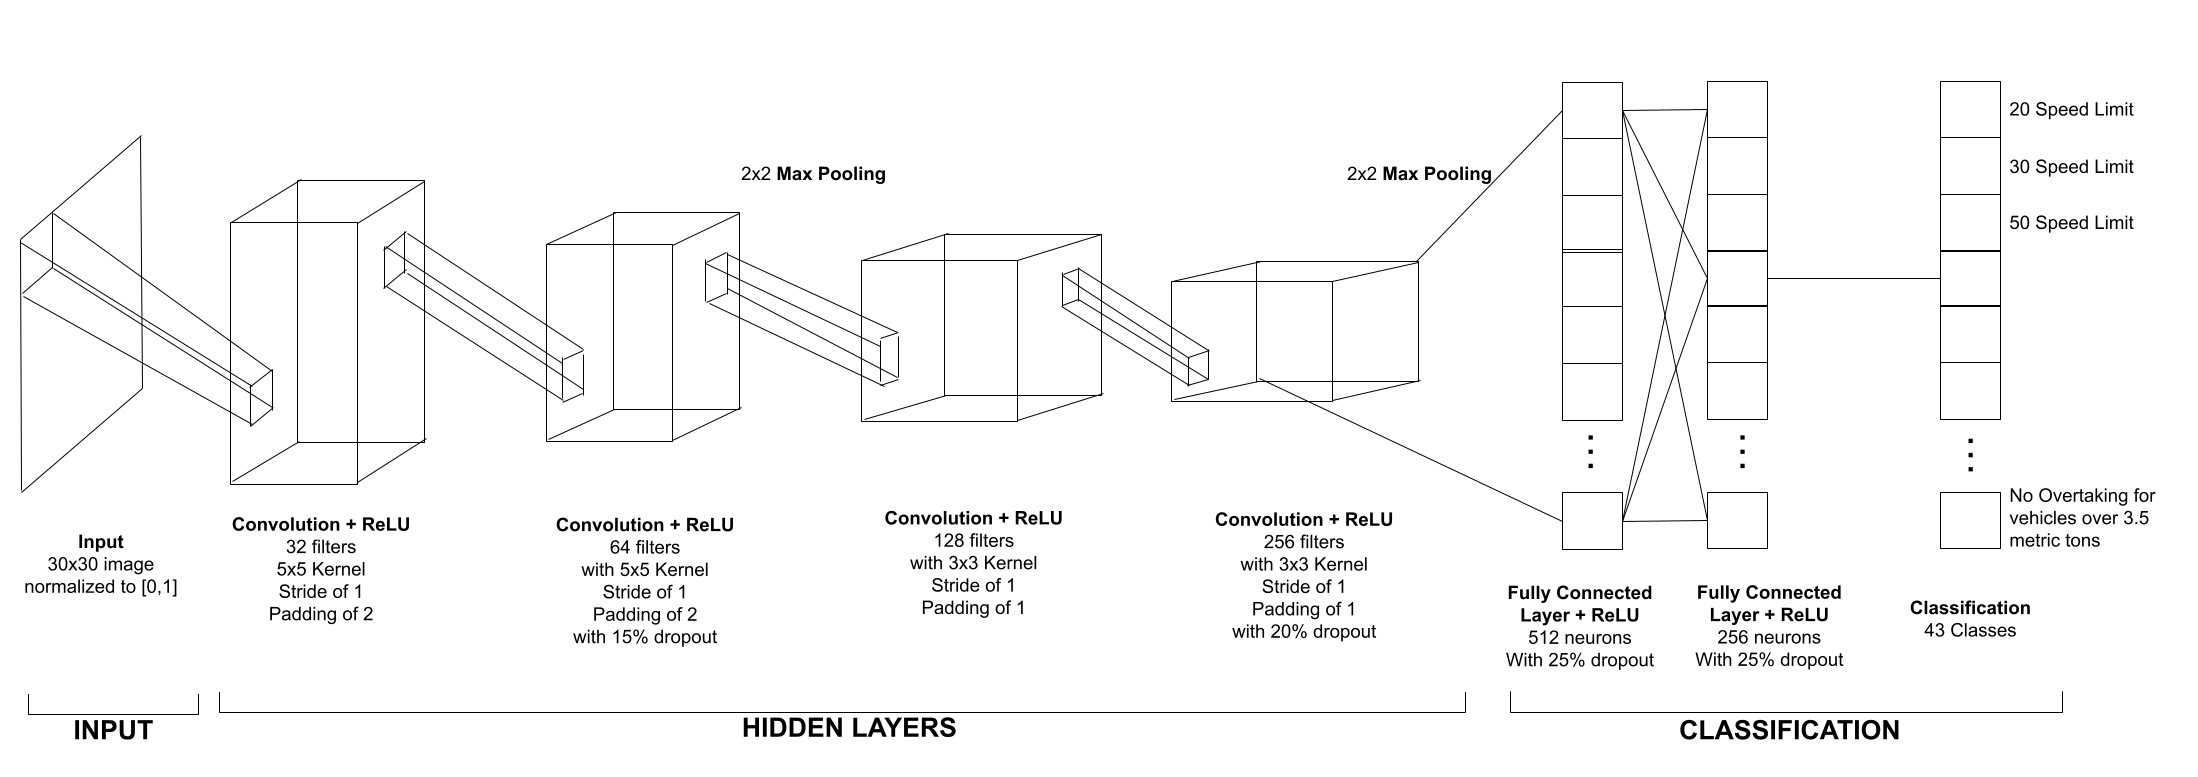 2x2 Max Pooling
2x2 Max Pooling
20 Speed Limit
30 Speed Limit
50 Speed Limit
No Overtaking for
vehicles over 3.5
metric tons
Input
30x30 image
normalized to [0,1]
Convolution + ReLU
32 filters
5x5 Kernel
Stride of 1
Padding of 2
Convolution + ReLU
64 filters
with 5x5 Kernel
Stride of 1
Padding of 2
with 15% dropout
Convolution + ReLU
128 filters
with 3x3 Kernel
Stride of 1
Padding of 1
Convolution + ReLU
256 filters
with 3x3 Kernel
Stride of 1
Padding of 1
with 20% dropout
Fully Connected
Layer + ReLU
512 neurons
With 25% dropout
Fully Connected
Layer + ReLU
256 neurons
With 25% dropout
Classification
43 Classes
INPUT
HIDDEN LAYERS
CLASSIFICATION